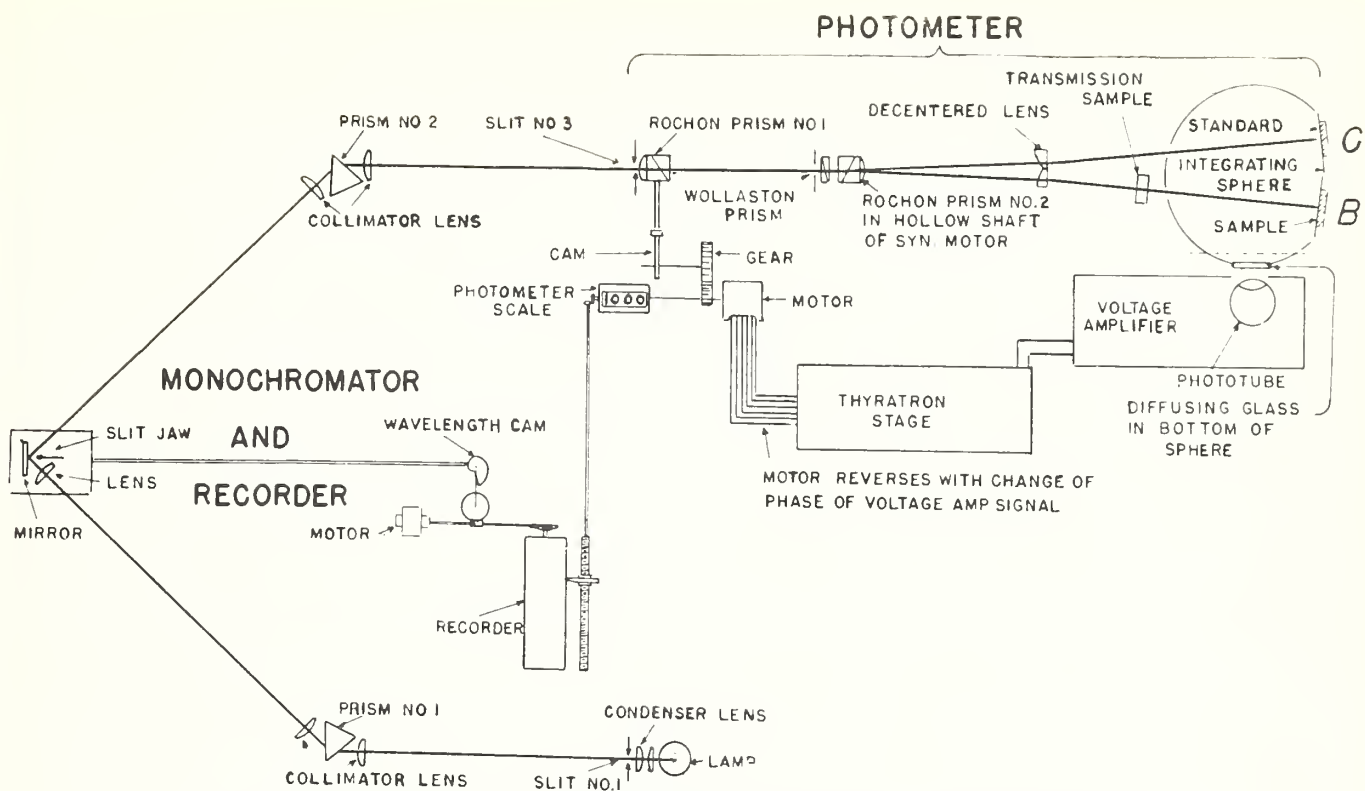 PHOTOMETER
TRANSMISSION
SAMPLE
DECENTERED LENS
PRISM NO 2
SLIT NO 3
ROCHON PRISM NO 1
STANDARD
C
INTEGRATING
SPHERE
COLLIMATOR LENS
WOLLASTON
PRISM
ROCHON PRISM NO.2
IN HOLLOW SHAFT
OF SYN. MOTOR
B
SAMPLE
CAM
GEAR
PHOTOMETER
SCALE
MOTOR
VOLTAGE
AMPLIFIER
PHOTOTUBE
MONOCHROMATOR
AND
RECORDER
THYRATRON
STAGE
DIFFUSING GLASS
IN BOTTOM OF
SPHERE
SLIT JAW
WAVELENGTH CAM
LENS
MIRROR
MOTOR
MOTOR REVERSES WITH CHANGE OF
PHASE OF VOLTAGE AMP SIGNAL
RECORDER
PRISM NO 1
CONDENSER LENS
LAMP
COLLIMATOR LENS
SLIT NO.1